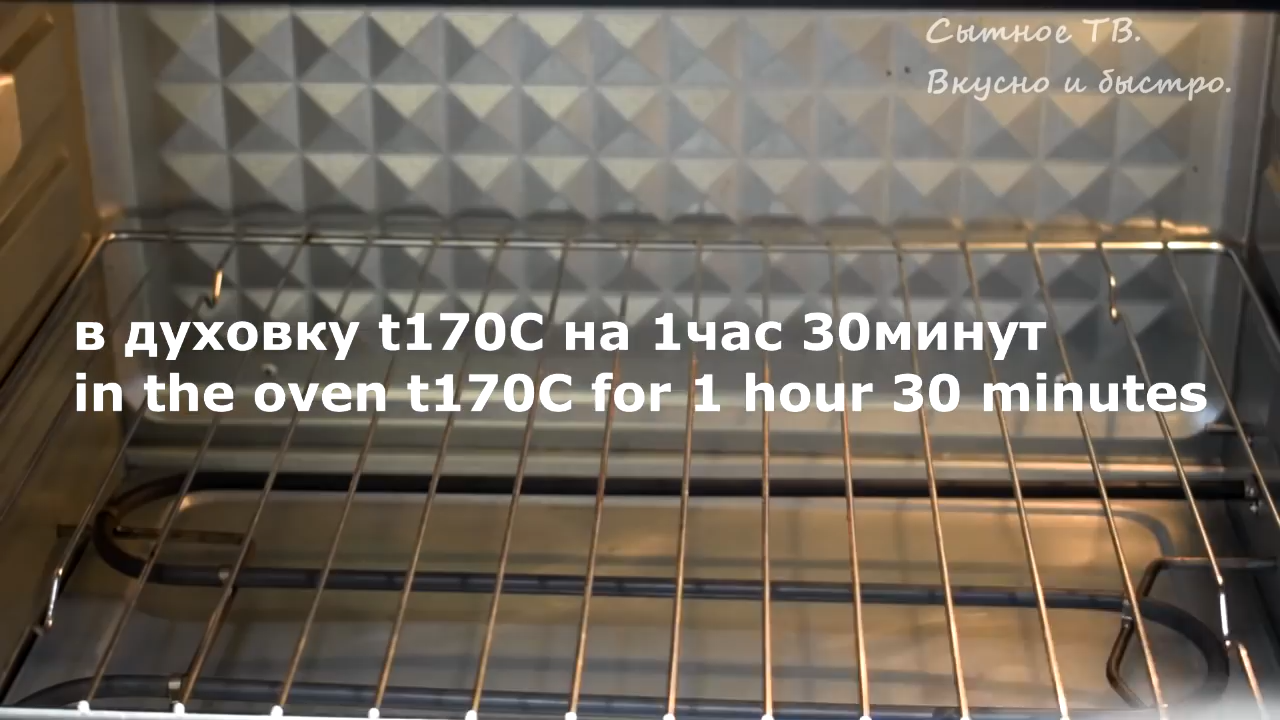 Сытное ТВ.
Вкусно и быстро.
в духовку t170C на 1час 30минут
in the oven t170C for 1 hour 30 minutes